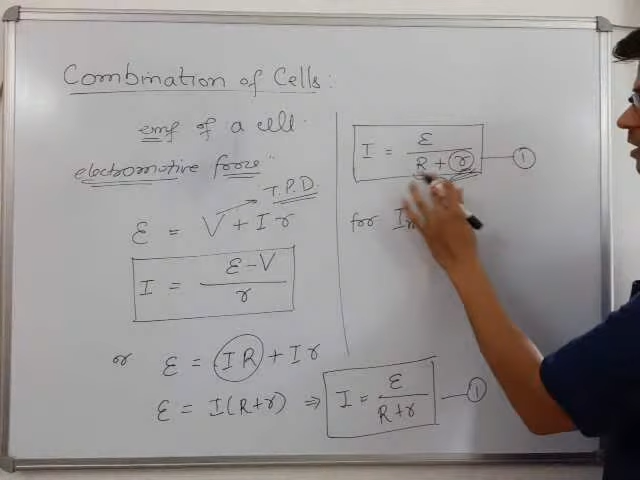 Combination of Cells:
emf of a cell.
electromotive force"
T.P.D.
ε = V + Ir
I = ε-V / r
or ε = IR + Ir
ε = I(R+r) ⇒ I = ε / R+r — ①
I = ε / R + r — ①
for